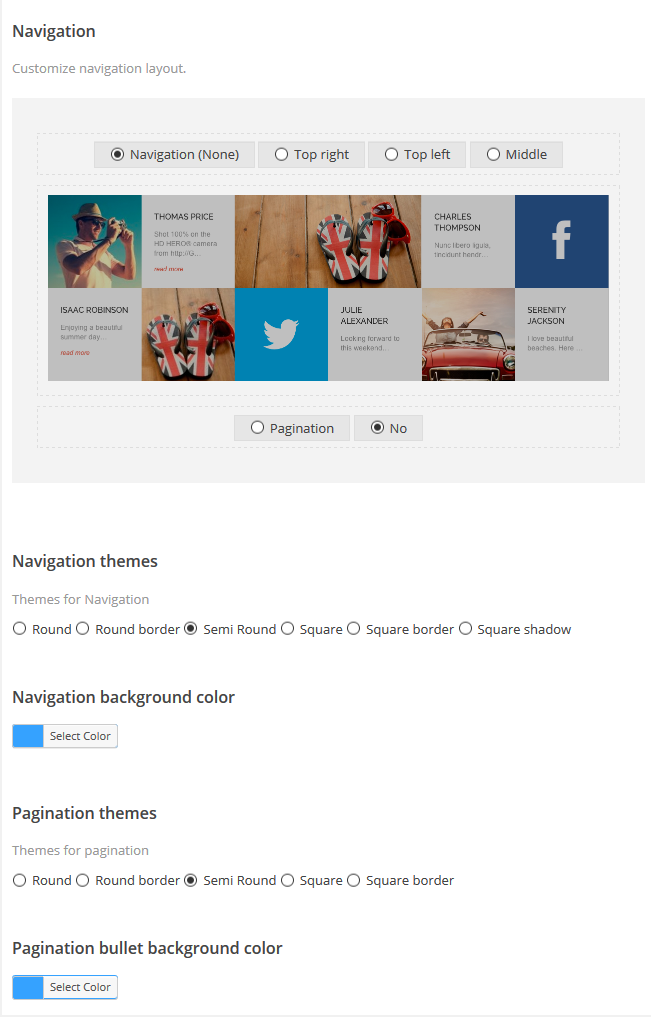 Navigation
Customize navigation layout.
Navigation (None) Top right Top left Middle
THOMAS PRICE
Shot 100% on the
HD HERO® camera
from http://G...
read more
CHARLES
THOMPSON
Nunc libero ligula,
tincidunt hendr...
f
ISAAC ROBINSON
Enjoying a beautiful
summer day...
read more
JULIE
ALEXANDER
Looking forward to
this weekend...
SERENITY
JACKSON
I love beautiful
beaches. Here ...
Pagination No
Navigation themes
Themes for Navigation
Round Round border Semi Round Square Square border Square shadow
Navigation background color
Select Color
Pagination themes
Themes for pagination
Round Round border Semi Round Square Square border
Pagination bullet background color
Select Color